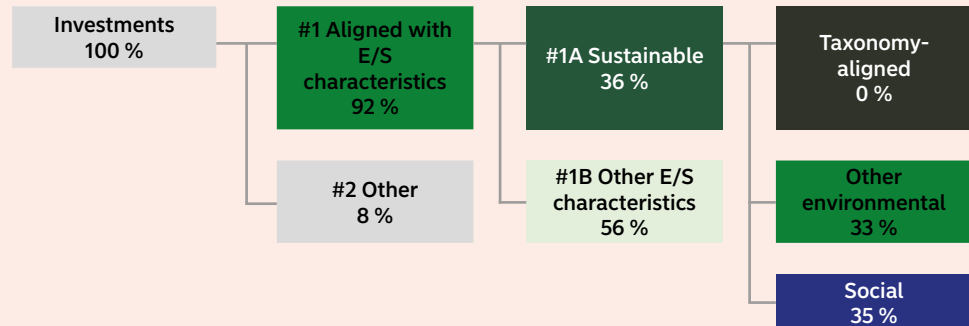 Investments
100 %
#1 Aligned with
E/S
characteristics
92 %
#2 Other
8 %
#1A Sustainable
36 %
#1B Other E/S
characteristics
56 %
Taxonomy-
aligned
0 %
Other
environmental
33 %
Social
35 %